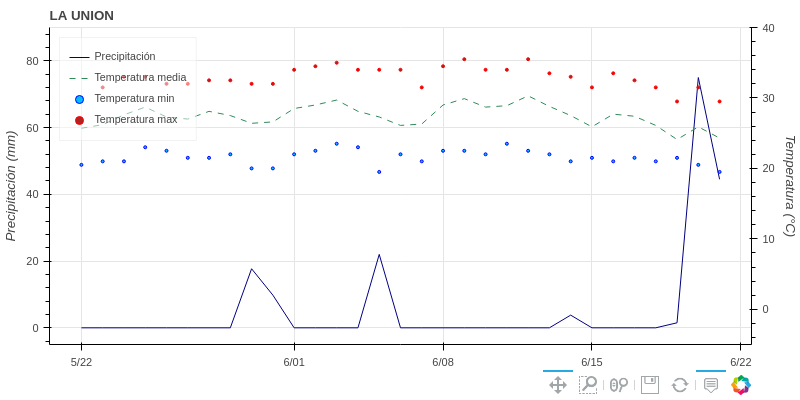 LA UNION
Precipitación
Temperatura media
Temperatura min
Temperatura max
Precipitación (mm)
80
60
40
20
0
Temperatura (°C)
40
30
20
10
0
5/22
6/01
6/08
6/15
6/22